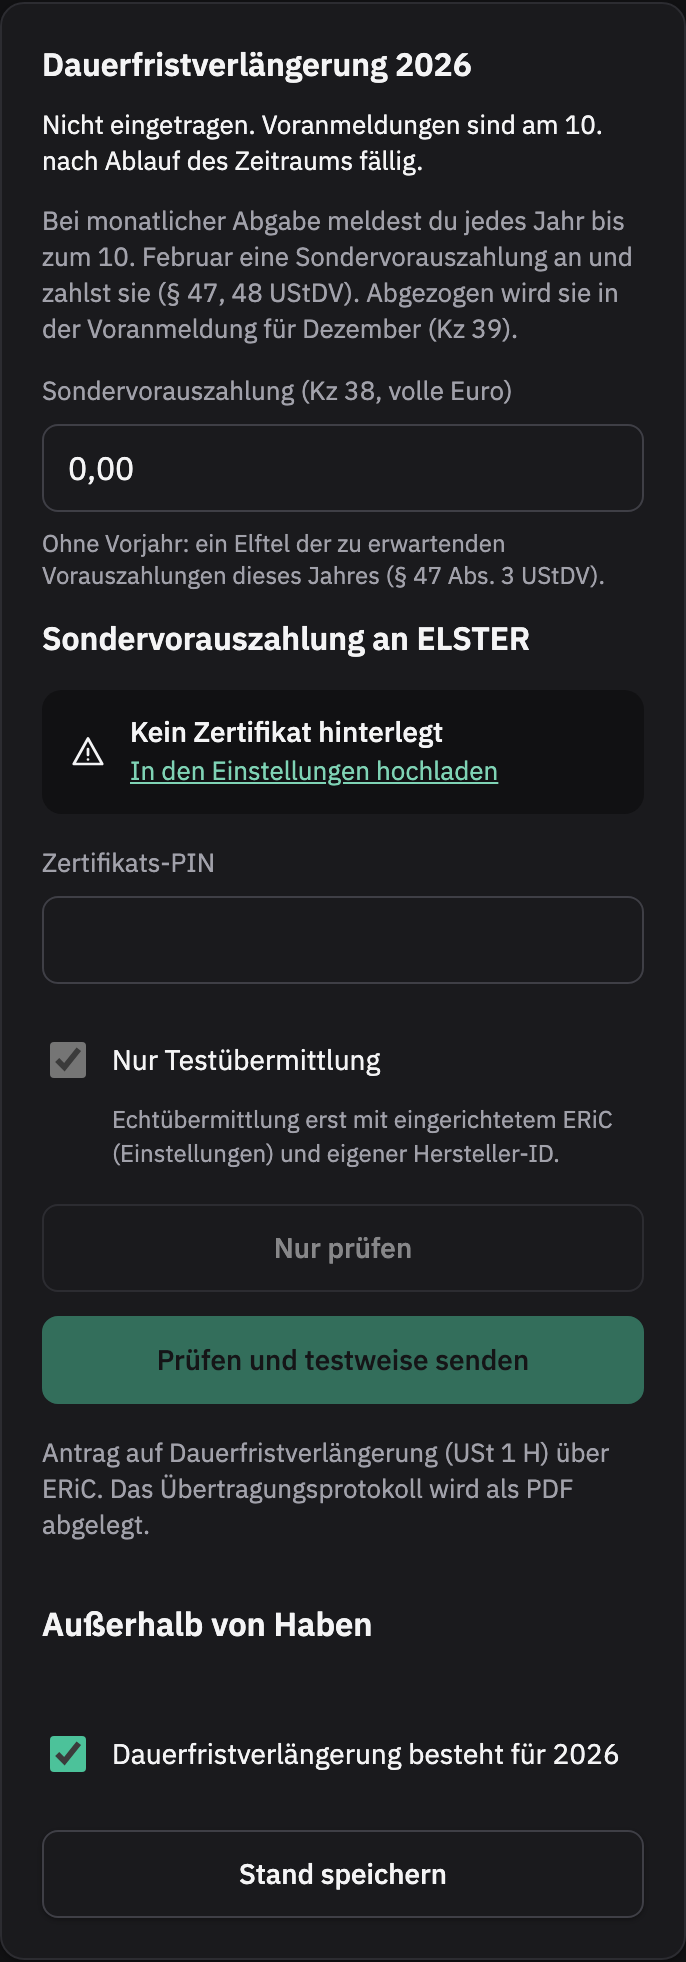 Dauerfristverlängerung 2026
Nicht eingetragen. Voranmeldungen sind am 10.
nach Ablauf des Zeitraums fällig.
Bei monatlicher Abgabe meldest du jedes Jahr bis
zum 10. Februar eine Sondervorauszahlung an und
zahlst sie (§ 47, 48 UStDV). Abgezogen wird sie in
der Voranmeldung für Dezember (Kz 39).
Sondervorauszahlung (Kz 38, volle Euro)
0,00
Ohne Vorjahr: ein Elftel der zu erwartenden
Vorauszahlungen dieses Jahres (§ 47 Abs. 3 UStDV).
Sondervorauszahlung an ELSTER
Kein Zertifikat hinterlegt
In den Einstellungen hochladen
Zertifikats-PIN
Nur Testübermittlung
Echtübermittlung erst mit eingerichtetem ERiC
(Einstellungen) und eigener Hersteller-ID.
Nur prüfen
Prüfen und testweise senden
Antrag auf Dauerfristverlängerung (USt 1 H) über
ERiC. Das Übertragungsprotokoll wird als PDF
abgelegt.
Außerhalb von Haben
Dauerfristverlängerung besteht für 2026
Stand speichern